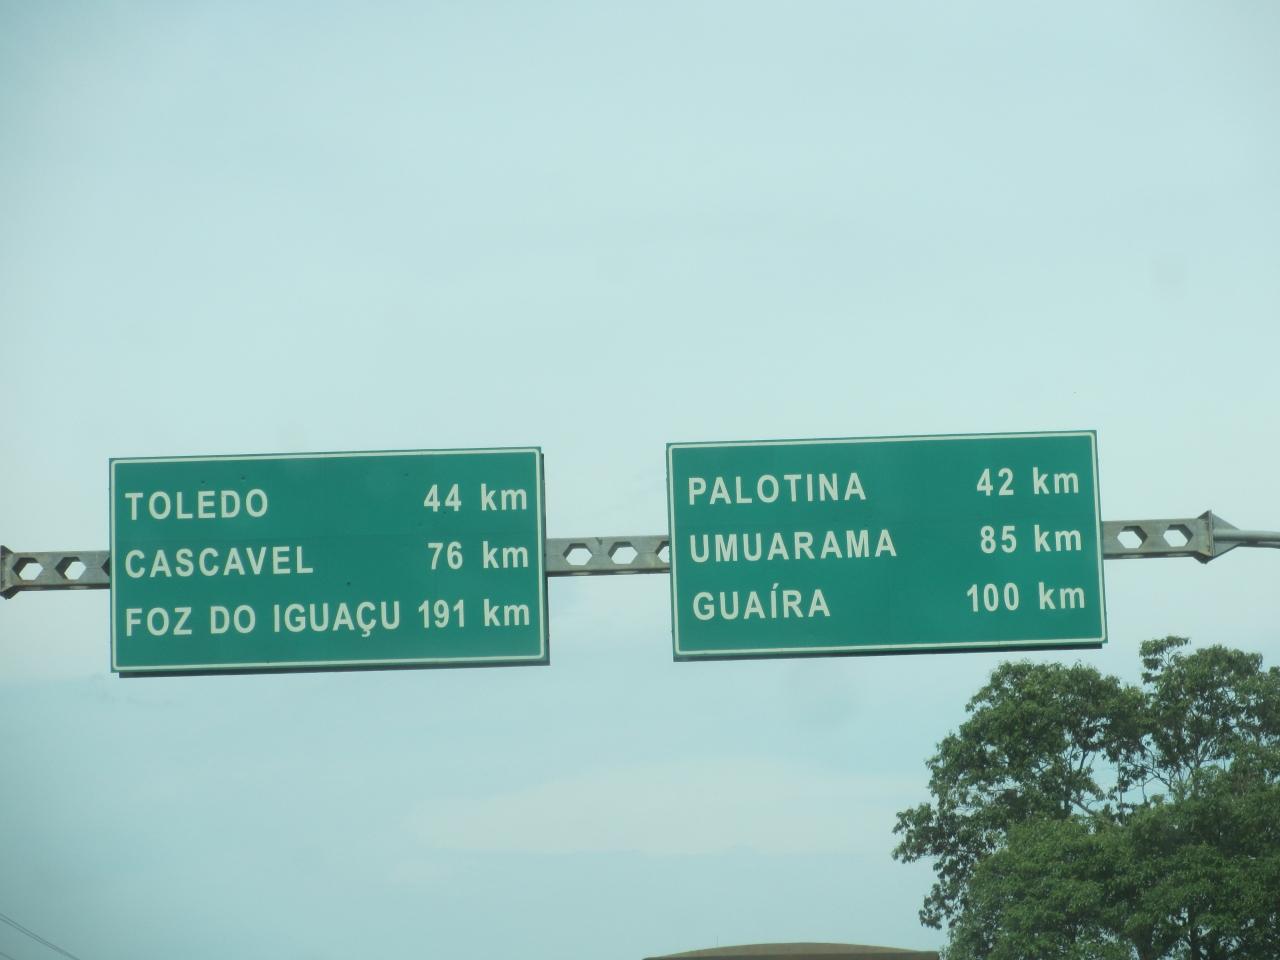 TOLEDO 44 km
CASCAVEL 76 km
FOZ DO IGUAÇU 191 km
PALOTINA 42 km
UMUARAMA 85 km
GUAÍRA 100 km